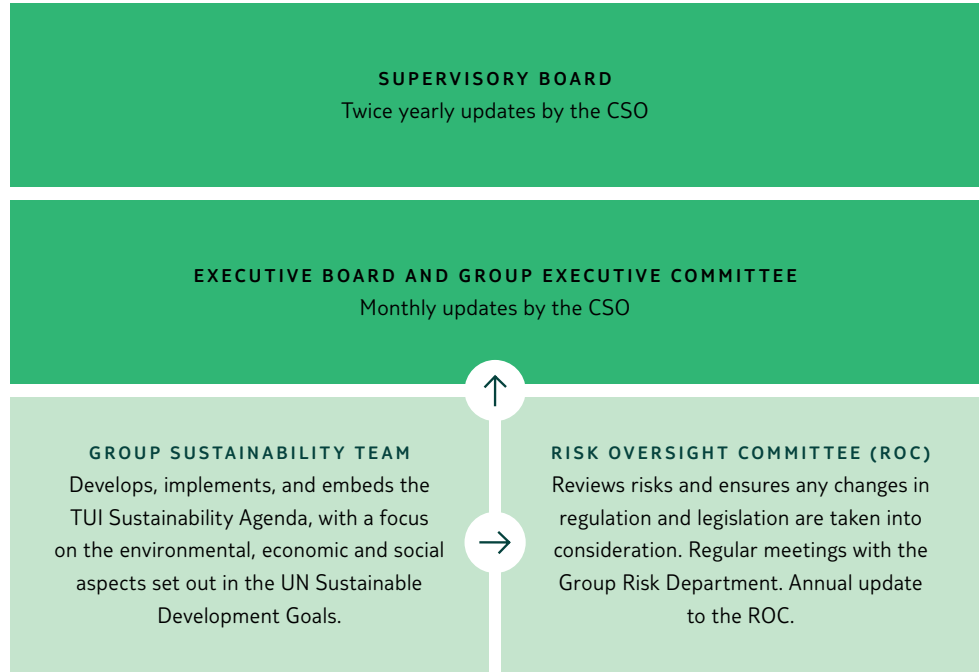 SUPERVISORY BOARD
Twice yearly updates by the CSO
EXECUTIVE BOARD AND GROUP EXECUTIVE COMMITTEE
Monthly updates by the CSO
GROUP SUSTAINABILITY TEAM
Develops, implements, and embeds the
TUI Sustainability Agenda, with a focus
on the environmental, economic and social
aspects set out in the UN Sustainable
Development Goals.
RISK OVERSIGHT COMMITTEE (ROC)
Reviews risks and ensures any changes in
regulation and legislation are taken into
consideration. Regular meetings with the
Group Risk Department. Annual update
to the ROC.